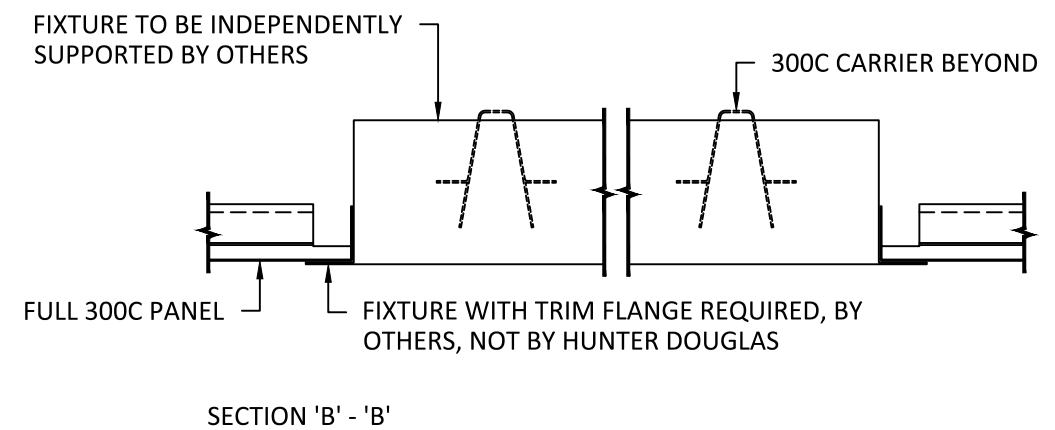 FIXTURE TO BE INDEPENDENTLY
SUPPORTED BY OTHERS
300C CARRIER BEYOND
FULL 300C PANEL
FIXTURE WITH TRIM FLANGE REQUIRED, BY
OTHERS, NOT BY HUNTER DOUGLAS
SECTION 'B' - 'B'